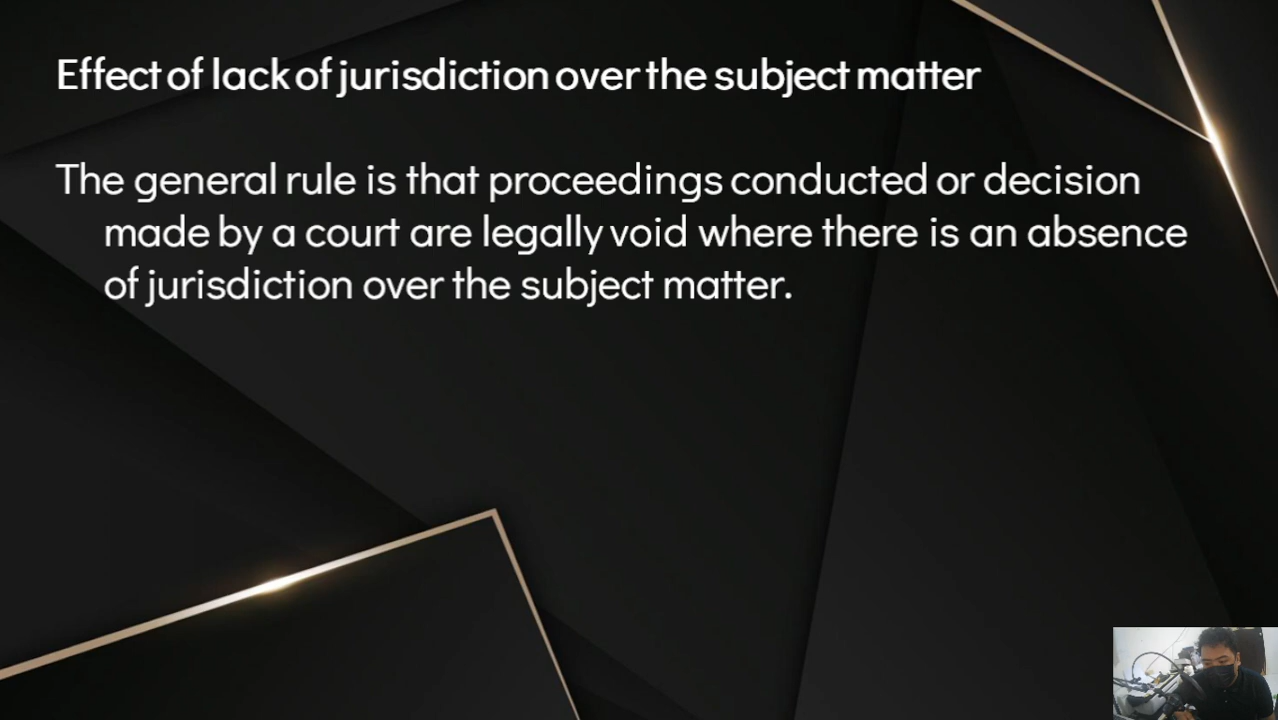 Effect of lack of jurisdiction over the subject matter
The general rule is that proceedings conducted or decision
made by a court are legally void where there is an absence
of jurisdiction over the subject matter.